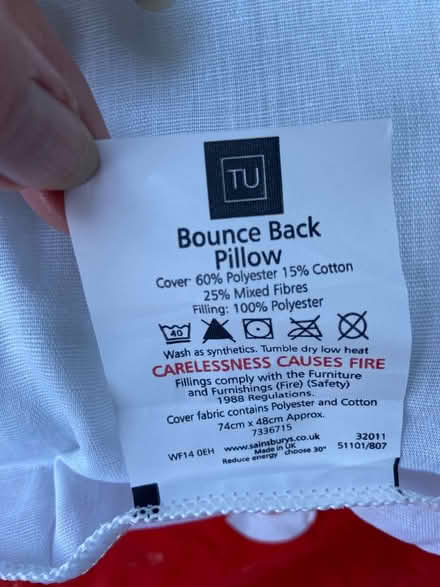 TU
Bounce Back
Pillow
Cover: 60% Polyester 15% Cotton
25% Mixed Fibres
Filling: 100% Polyester
40
Wash as synthetics. Tumble dry low heat
CARELESSNESS CAUSES FIRE
Fillings comply with the Furniture
and Furnishings (Fire) (Safety)
1988 Regulations.
Cover fabric contains Polyester and Cotton
74cm x 48cm Approx.
7336715
www.sainsburys.co.uk 32011
WF14 0EH Made in UK 51101/807
Reduce energy choose 30°